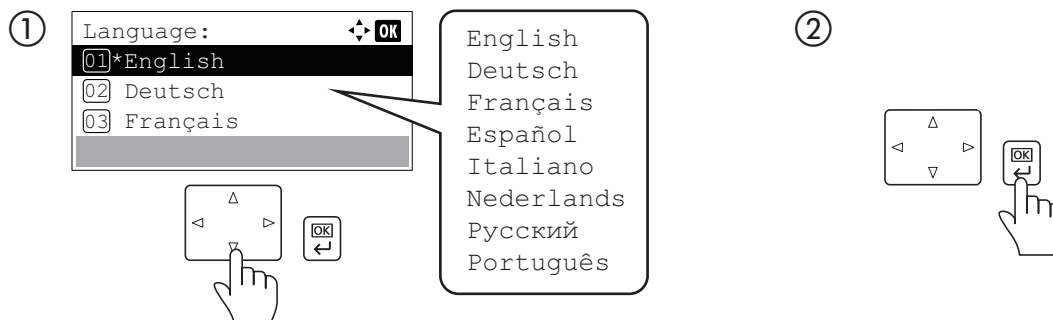 ①
Language: OK
01*English
02 Deutsch
03 Français
English
Deutsch
Français
Español
Italiano
Nederlands
Русский
Português
OK
②
OK